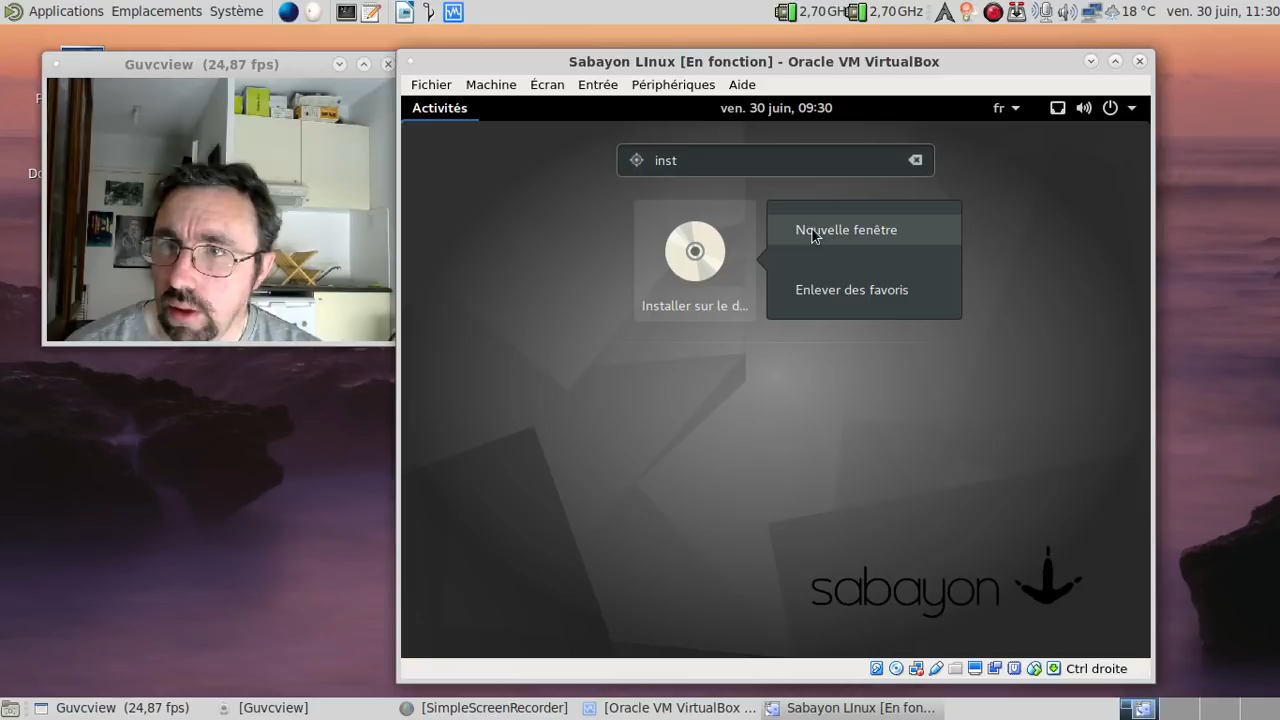 Applications Emplacements Système
2,70 GHz 2,70 GHz
18 °C ven. 30 juin, 11:30
Guvcview (24,87 fps)
Sabayon LInux [En fonction] - Oracle VM VirtualBox
Fichier Machine Écran Entrée Périphériques Aide
Activités ven. 30 juin, 09:30 fr
inst
Nouvelle fenêtre
Enlever des favoris
Installer sur le d...
sabayon
Ctrl droite
Guvcview (24,87 fps) [Guvcview] [SimpleScreenRecorder] [Oracle VM VirtualBox ... Sabayon LInux [En fon...